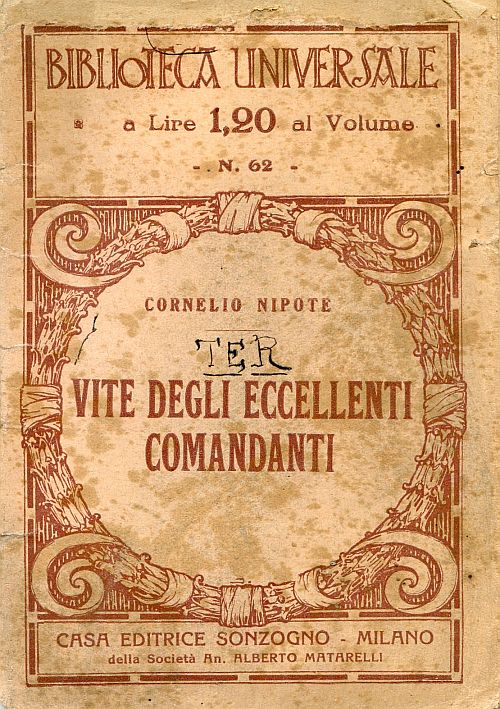 BIBLIOTECA UNIVERSALE
a Lire 1,20 al Volume
- N. 62 -
CORNELIO NIPOTE
TER
VITE DEGLI ECCELLENTI
COMANDANTI
CASA EDITRICE SONZOGNO - MILANO
della Società An. ALBERTO MATARELLI